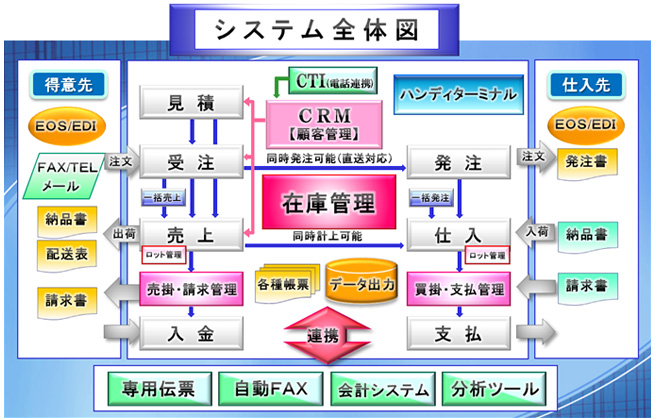 システム全体図
得意先
EOS/EDI
FAX/TEL
メール
注文
納品書
出荷
配送表
請求書
CTI(電話連携)
ハンディターミナル
見積
CRM
【顧客管理】
受注
同時発注可能(直送対応)
発注
一括売上
在庫管理
一括発注
売上
同時計上可能
仕入
ロット管理
ロット管理
売掛・請求管理
各種帳票
データ出力
買掛・支払管理
入金
連携
支払
仕入先
EOS/EDI
注文
発注書
入荷
納品書
請求書
専用伝票
自動FAX
会計システム
分析ツール